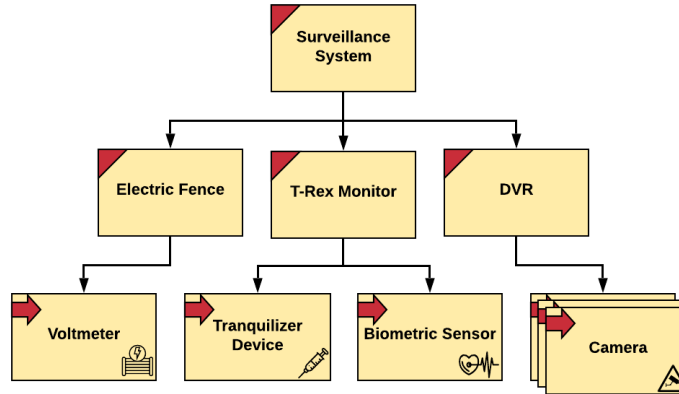 Surveillance
System
Electric Fence
T-Rex Monitor
DVR
Voltmeter
Tranquilizer
Device
Biometric Sensor
Camera